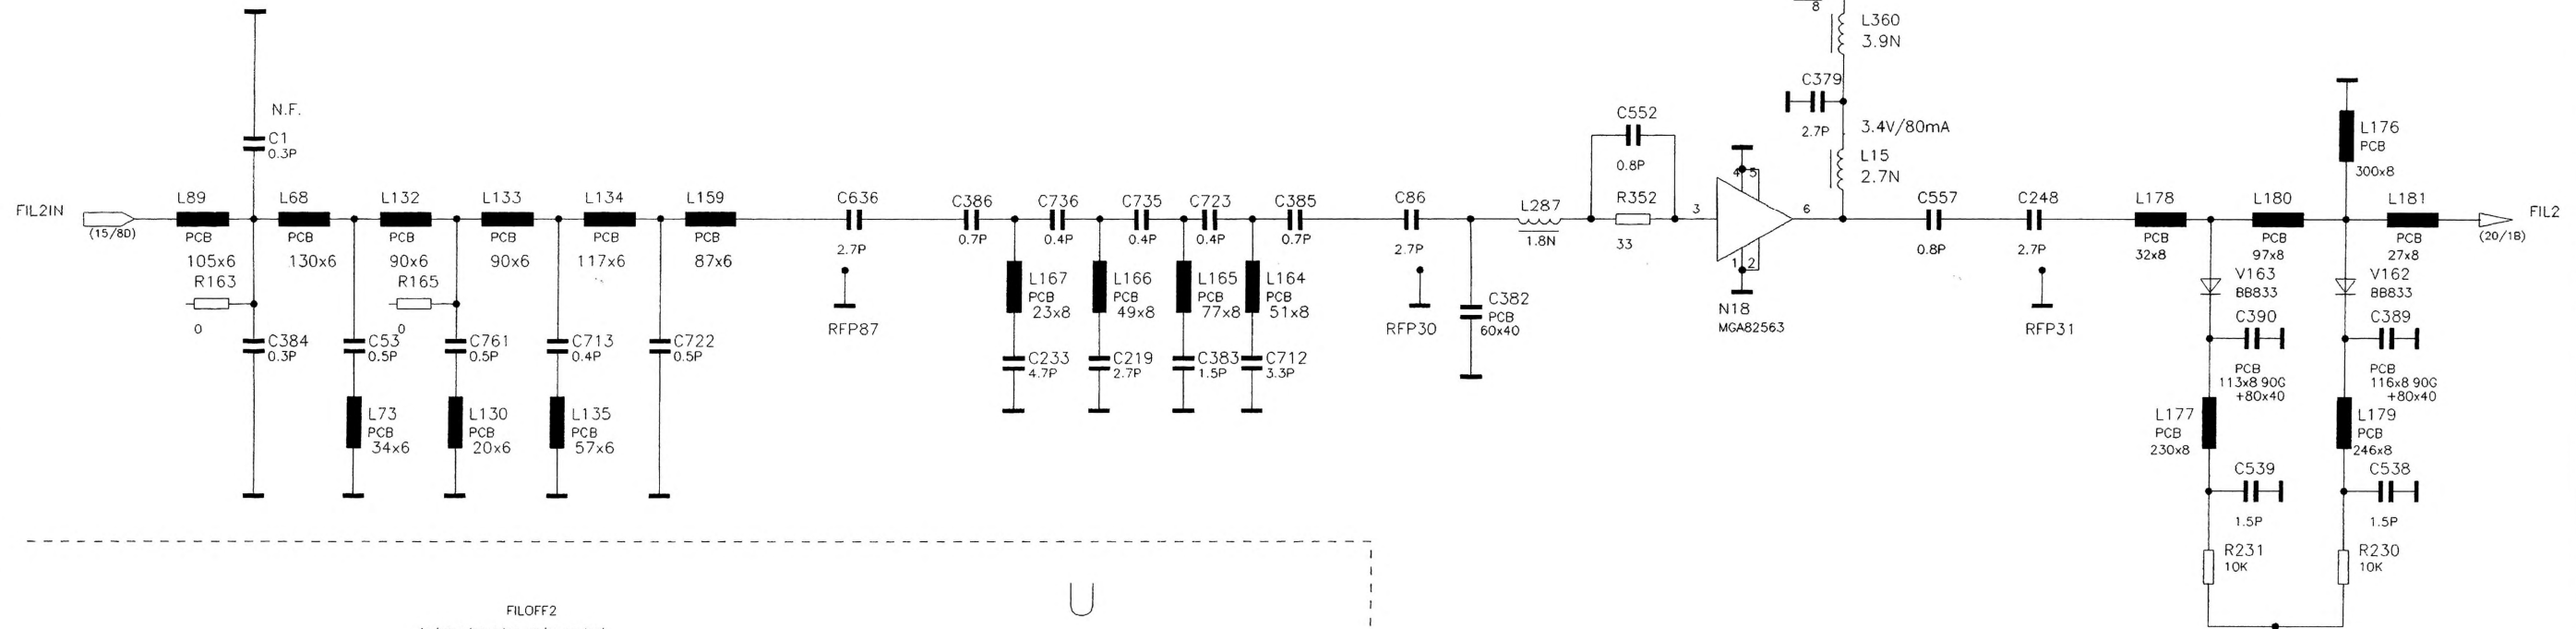 8
L360
3.9N
C379
2.7P
3.4V/80mA
L15
2.7N
N.F.
C1
0.3P
C552
0.8P
L176
PCB
300x8
FIL2IN
(15/8D)
L89
PCB
105x6
L68
PCB
130x6
L132
PCB
90x6
L133
PCB
90x6
L134
PCB
117x6
L159
PCB
87x6
C636
2.7P
C386
0.7P
C736
0.4P
C735
0.4P
C723
0.4P
C385
0.7P
C86
2.7P
L287
1.8N
R352
33
3
4
5
1
2
6
N18
MGA82563
C557
0.8P
C248
2.7P
L178
PCB
32x8
L180
PCB
97x8
L181
PCB
27x8
FIL2
(20/1B)
R163
0
R165
0
RFP87
L167
PCB
23x8
L166
PCB
49x8
L165
PCB
77x8
L164
PCB
51x8
RFP30
C382
PCB
60x40
RFP31
V163
BB833
V162
BB833
C390
PCB
113x8 90G
+80x40
C389
PCB
116x8 90G
+80x40
C384
0.3P
C53
0.5P
C761
0.5P
C713
0.4P
C722
0.5P
C233
4.7P
C219
2.7P
C383
1.5P
C712
3.3P
L73
PCB
34x6
L130
PCB
20x6
L135
PCB
57x6
L177
PCB
230x8
L179
PCB
246x8
C539
1.5P
C538
1.5P
R231
10K
R230
10K
FILOFF2
U